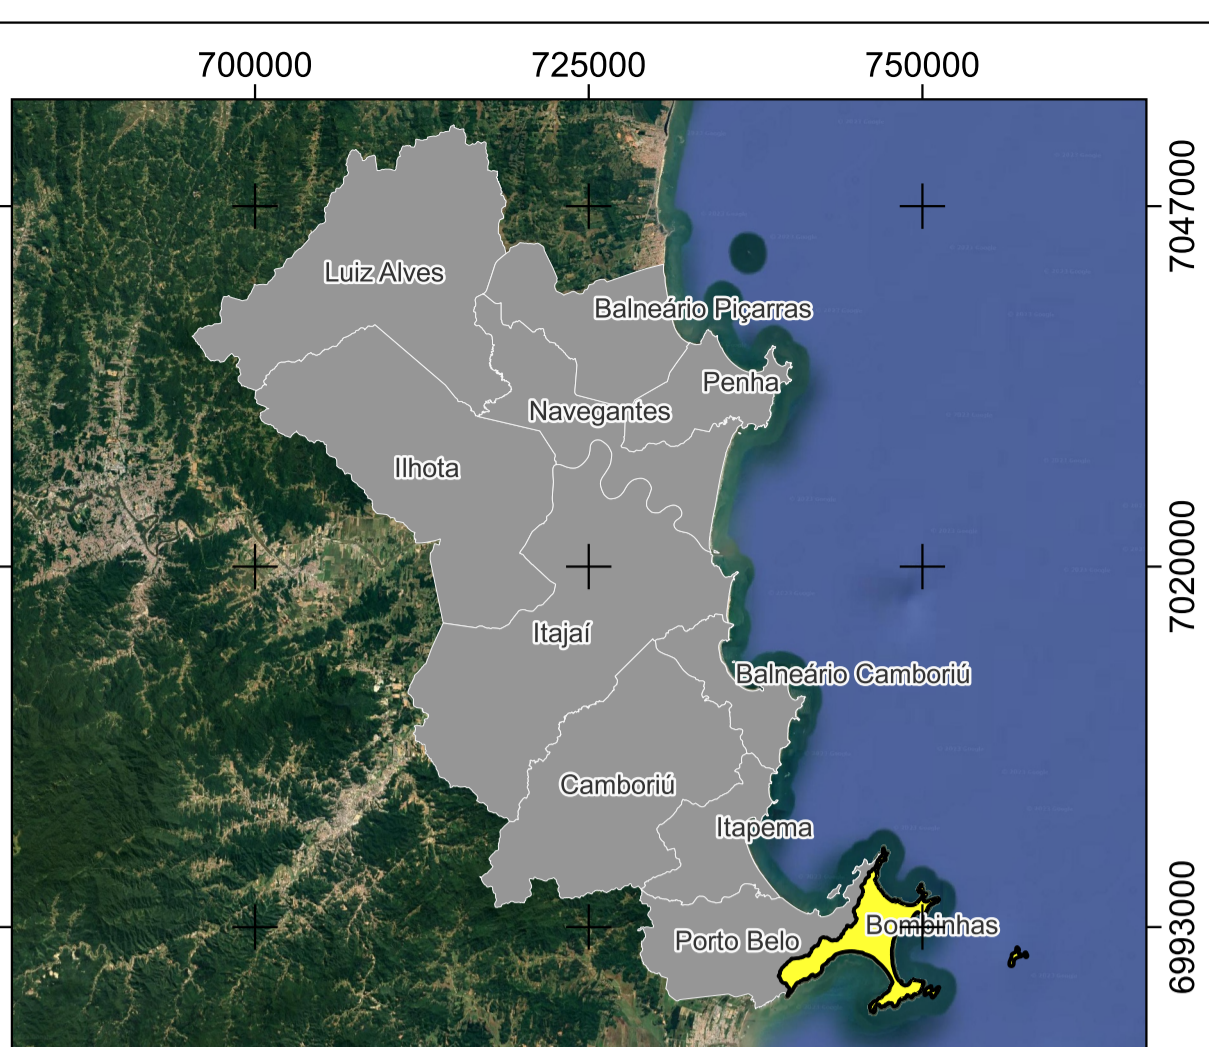 700000 725000 750000
7047000
Luiz Alves
Balneário Piçarras
Penha
Navegantes
Ilhota
7020000
Itajaí
Balneário Camboriú
Camboriú
Itapema
Bombinhas
Porto Belo
6993000